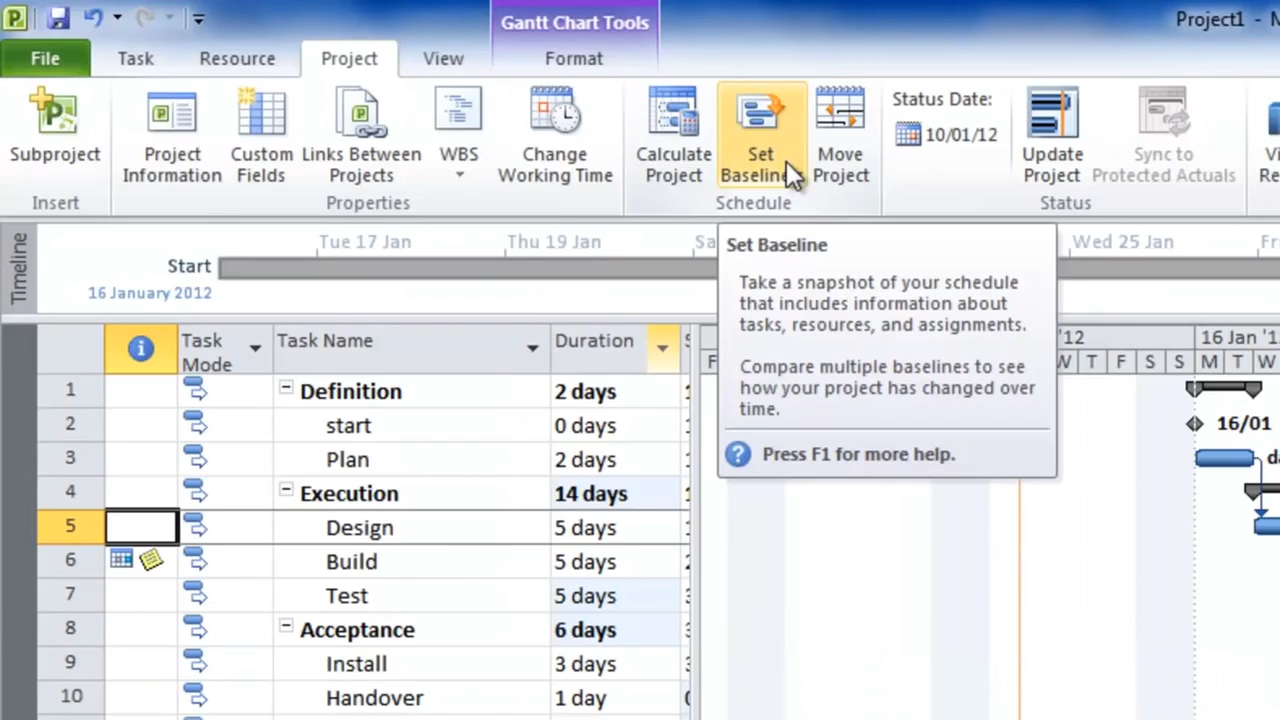 Gantt Chart Tools
Project1 -
File Task Resource Project View Format
Subproject
Project Information
Custom Fields
Links Between Projects
WBS
Change Working Time
Calculate Project
Set Baseline
Move Project
Status Date:
10/01/12
Update Project
Sync to Protected Actuals
Insert Properties Schedule Status
Timeline
Tue 17 Jan Thu 19 Jan Wed 25 Jan
Start
16 January 2012
Set Baseline
Take a snapshot of your schedule
that includes information about
tasks, resources, and assignments.
Compare multiple baselines to see
how your project has changed over
time.
Press F1 for more help.
Task Mode Task Name Duration
'12 16 Jan '1
F W T F S S M T W
1 Definition 2 days
2 start 0 days
16/01
3 Plan 2 days
4 Execution 14 days
5 Design 5 days
6 Build 5 days
7 Test 5 days
8 Acceptance 6 days
9 Install 3 days
10 Handover 1 day